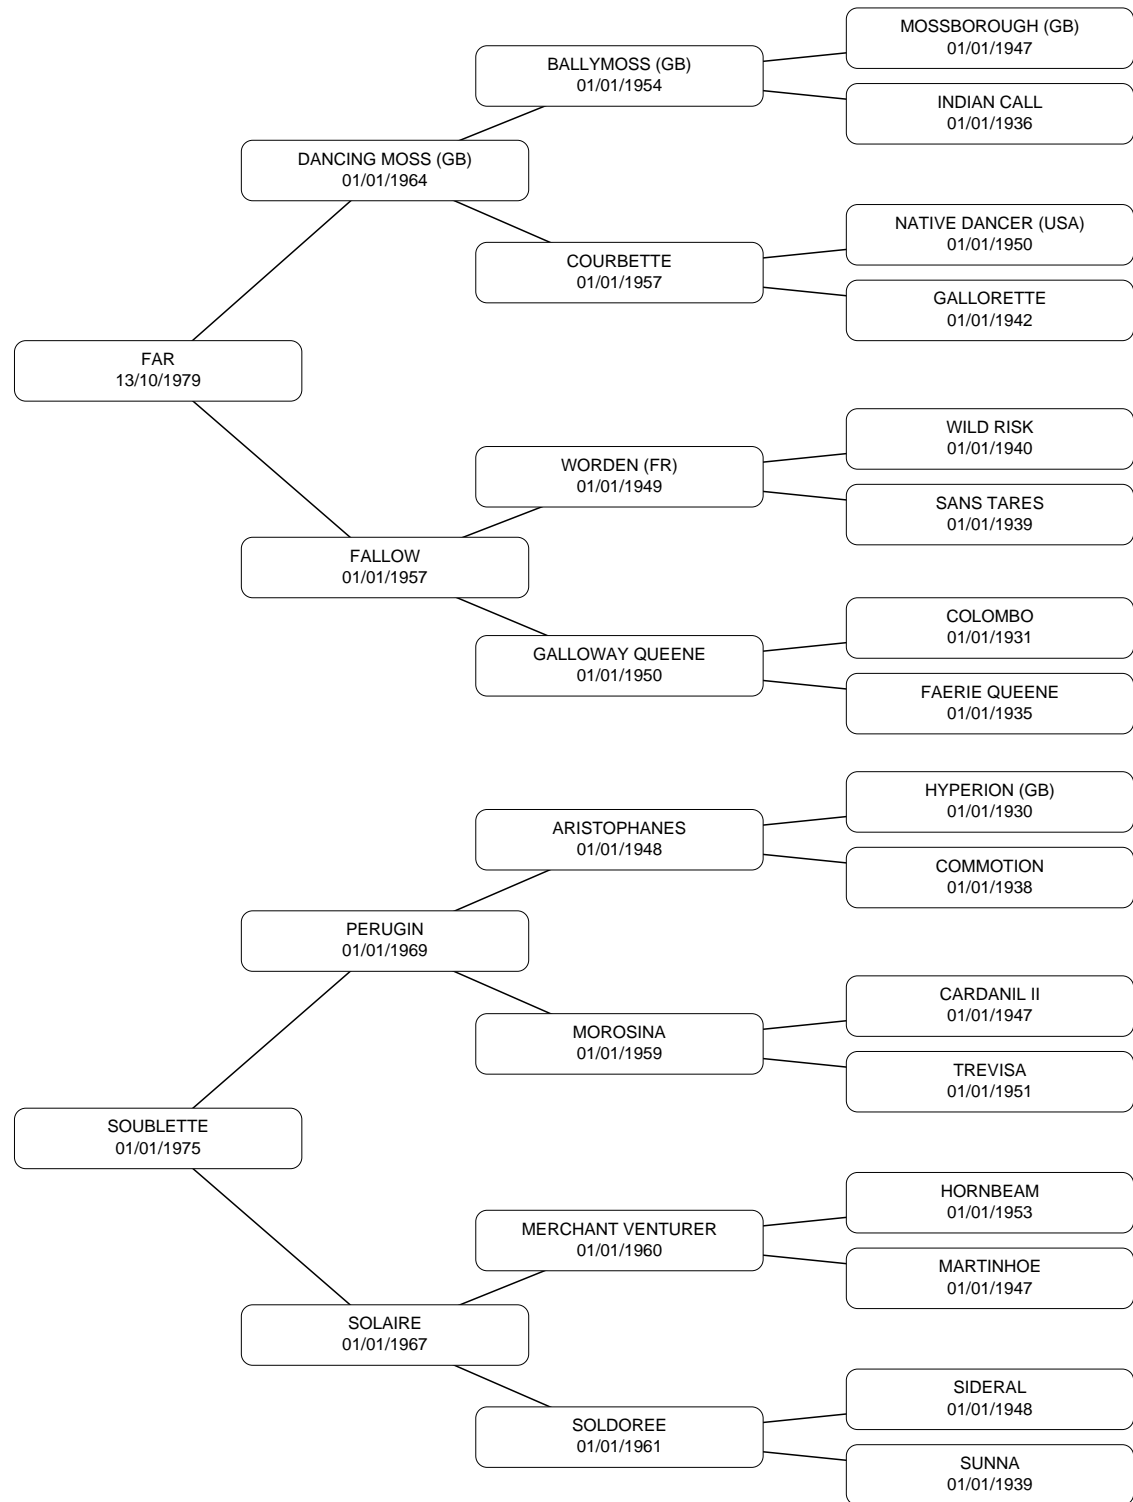 MOSSBOROUGH (GB)
01/01/1947
BALLYMOSS (GB)
01/01/1954
INDIAN CALL
01/01/1936
DANCING MOSS (GB)
01/01/1964
NATIVE DANCER (USA)
01/01/1950
COURBETTE
01/01/1957
GALLORETTE
01/01/1942
FAR
13/10/1979
WILD RISK
01/01/1940
WORDEN (FR)
01/01/1949
SANS TARES
01/01/1939
FALLOW
01/01/1957
COLOMBO
01/01/1931
GALLOWAY QUEENE
01/01/1950
FAERIE QUEENE
01/01/1935
HYPERION (GB)
01/01/1930
ARISTOPHANES
01/01/1948
COMMOTION
01/01/1938
PERUGIN
01/01/1969
CARDANIL II
01/01/1947
MOROSINA
01/01/1959
TREVISA
01/01/1951
SOUBLETTE
01/01/1975
HORNBEAM
01/01/1953
MERCHANT VENTURER
01/01/1960
MARTINHOE
01/01/1947
SOLAIRE
01/01/1967
SIDERAL
01/01/1948
SOLDOREE
01/01/1961
SUNNA
01/01/1939